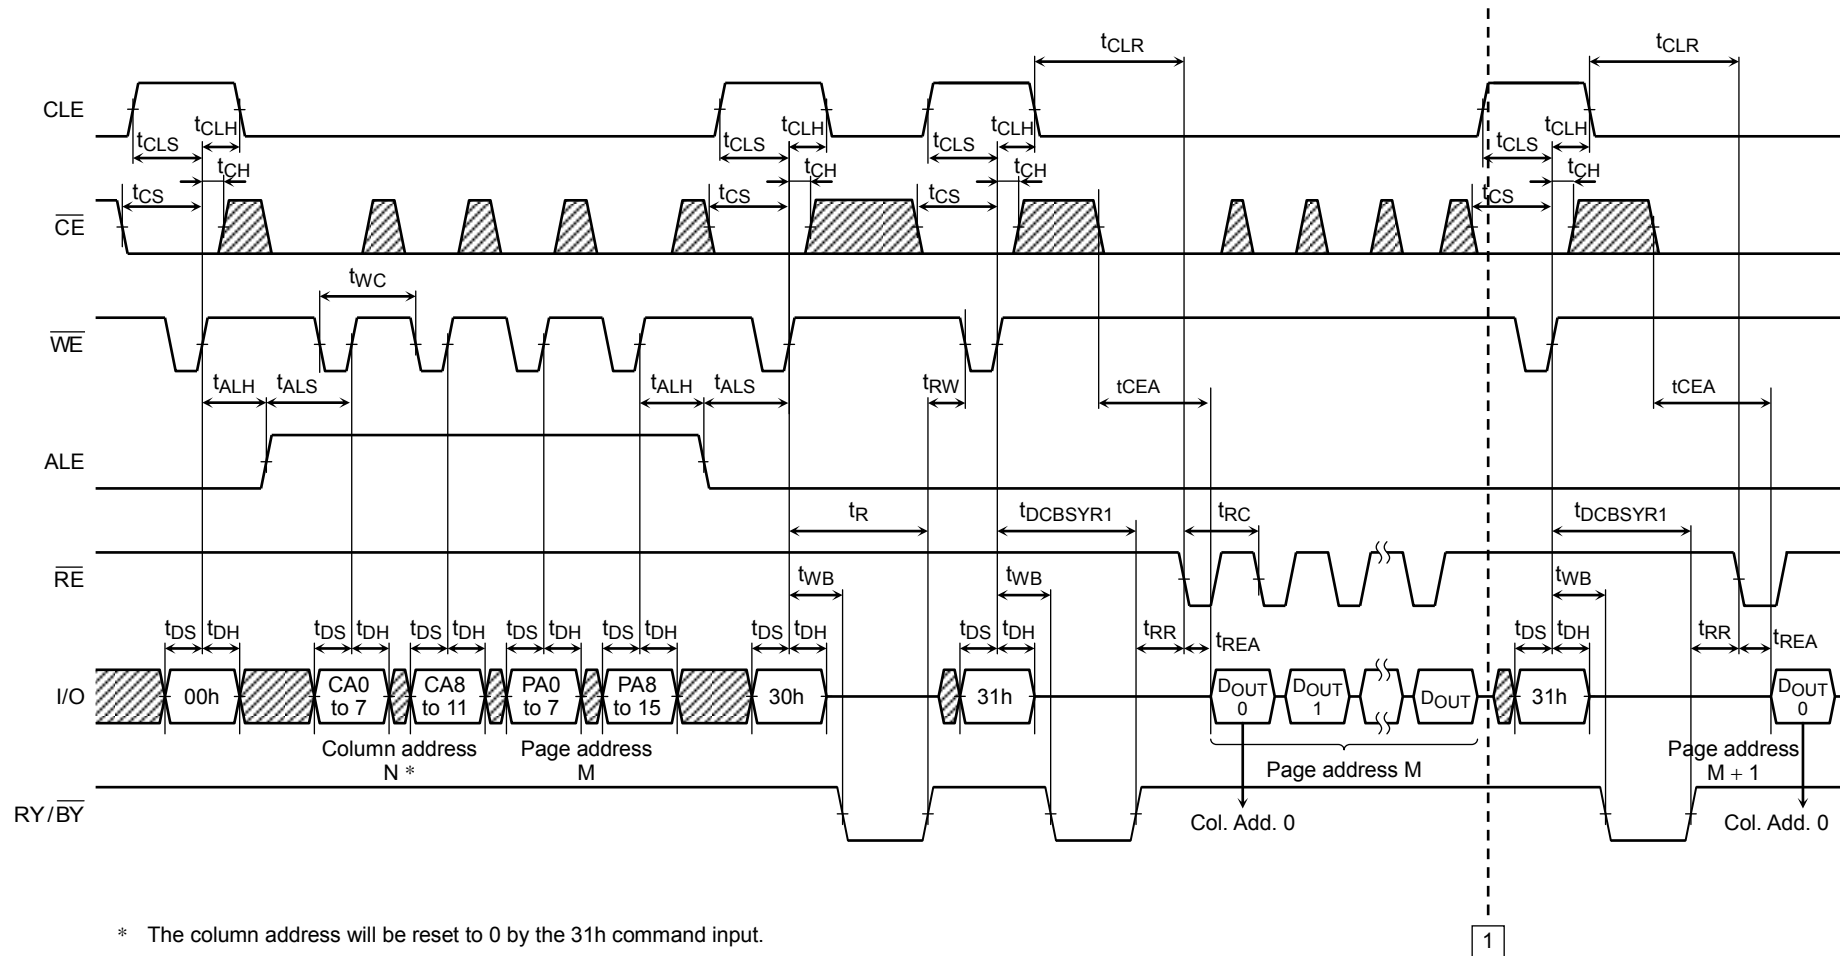 tCLR tCLR
CLE
tCLH tCLH tCLH tCLH
tCLS tCLS tCLS tCLS
tCH tCH tCH tCH
tCS tCS tCS tCS
CE
tWC
WE
tALH tALS tALH tALS tRW tCEA tCEA
ALE
tR tDCBSYR1 tRC tDCBSYR1
RE
tWB tWB tWB
tDS tDH tDS tDH tDS tDH tDS tDH tDS tDH tDS tDH tDS tDH tRR tREA tDS tDH tRR tREA
I/O
00h
CA0
to 7
CA8
to 11
PA0
to 7
PA8
to 15
30h
31h
DOUT
0
DOUT
1
DOUT
31h
DOUT
0
Column address
N *
Page address
M
Page address M
Page address
M + 1
RY/BY
Col. Add. 0
Col. Add. 0
* The column address will be reset to 0 by the 31h command input.
1